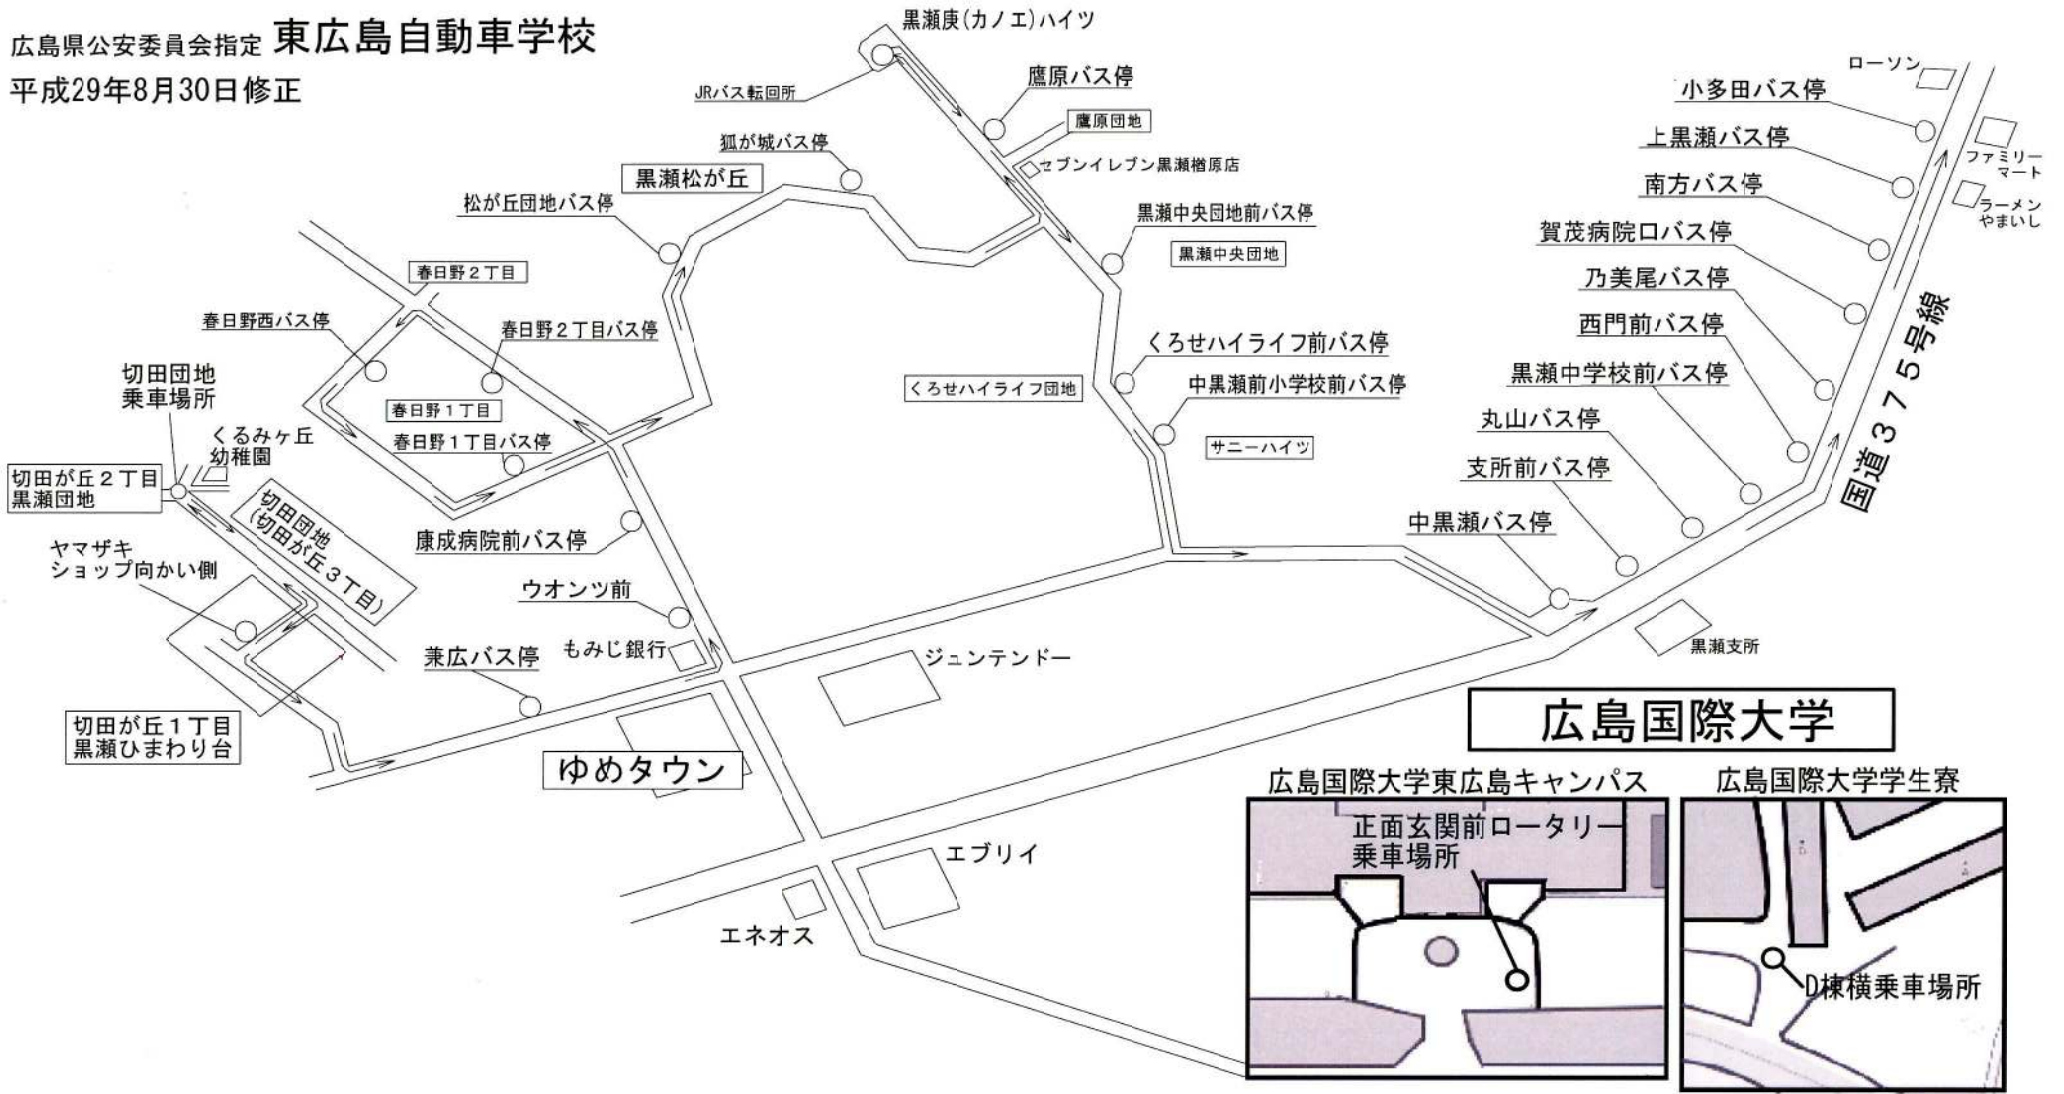 広島県公安委員会指定 東広島自動車学校
平成29年8月30日修正
黒瀬庚(カノエ)ハイツ
JRバス転回所
鷹原バス停
鷹原団地
狐が城バス停
黒瀬松が丘
セブンイレブン黒瀬楢原店
松が丘団地バス停
黒瀬中央団地前バス停
黒瀬中央団地
春日野2丁目
春日野西バス停
春日野2丁目バス停
春日野1丁目
春日野1丁目バス停
切田団地
乗車場所
くるみヶ丘
幼稚園
切田が丘2丁目
黒瀬団地
切田団地
(切田が丘3丁目)
ヤマザキ
ショップ向かい側
切田が丘1丁目
黒瀬ひまわり台
康成病院前バス停
ウオンツ前
もみじ銀行
兼広バス停
ゆめタウン
ジュンテンドー
エブリイ
エネオス
くろせハイライフ前バス停
くろせハイライフ団地
中黒瀬前小学校前バス停
サニーハイツ
ローソン
小多田バス停
上黒瀬バス停
ファミリー
マート
南方バス停
ラーメン
やまいし
賀茂病院口バス停
乃美尾バス停
西門前バス停
黒瀬中学校前バス停
丸山バス停
支所前バス停
中黒瀬バス停
国道375号線
黒瀬支所
広島国際大学
広島国際大学東広島キャンパス
正面玄関前ロータリー
乗車場所
広島国際大学学生寮
D棟横乗車場所